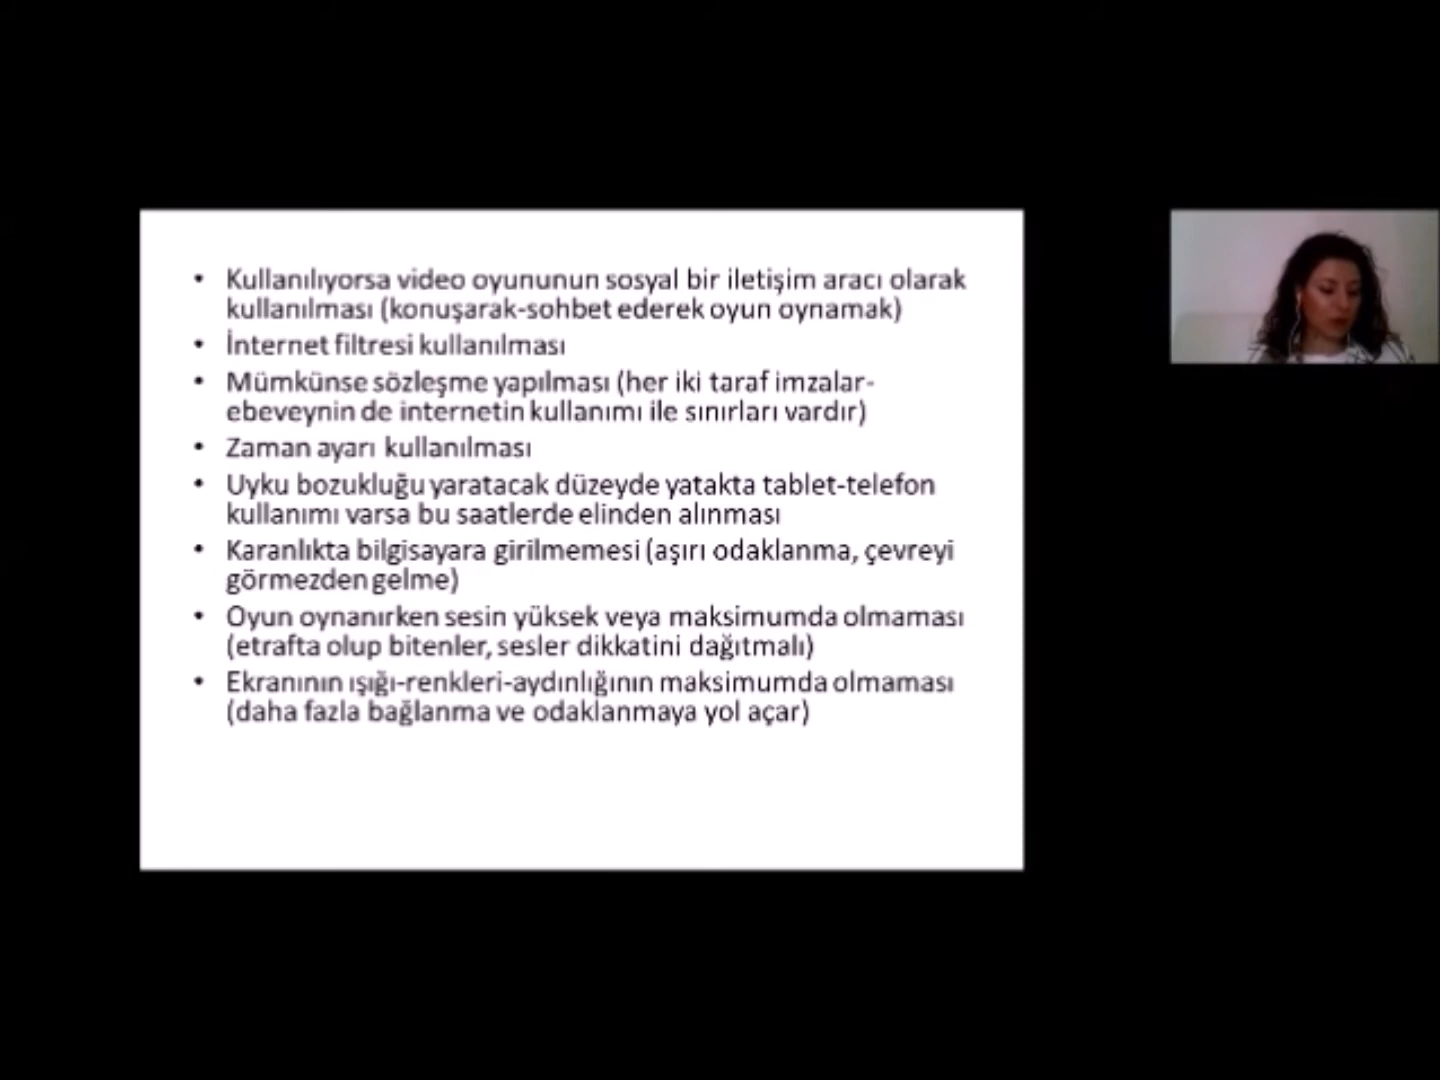 • Kullanılıyorsa video oyununun sosyal bir iletişim aracı olarak
kullanılması (konuşarak-sohbet ederek oyun oynamak)
• İnternet filtresi kullanılması
• Mümkünse sözleşme yapılması (her iki taraf imzalar-
ebeveynin de internetin kullanımı ile sınırları vardır)
• Zaman ayarı kullanılması
• Uyku bozukluğu yaratacak düzeyde yatakta tablet-telefon
kullanımı varsa bu saatlerde elinden alınması
• Karanlıkta bilgisayara girilmemesi (aşırı odaklanma, çevreyi
görmezden gelme)
• Oyun oynanırken sesin yüksek veya maksimumda olmaması
(etrafta olup bitenler, sesler dikkatini dağıtmalı)
• Ekranının ışığı-renkleri-aydınlığının maksimumda olmaması
(daha fazla bağlanma ve odaklanmaya yol açar)